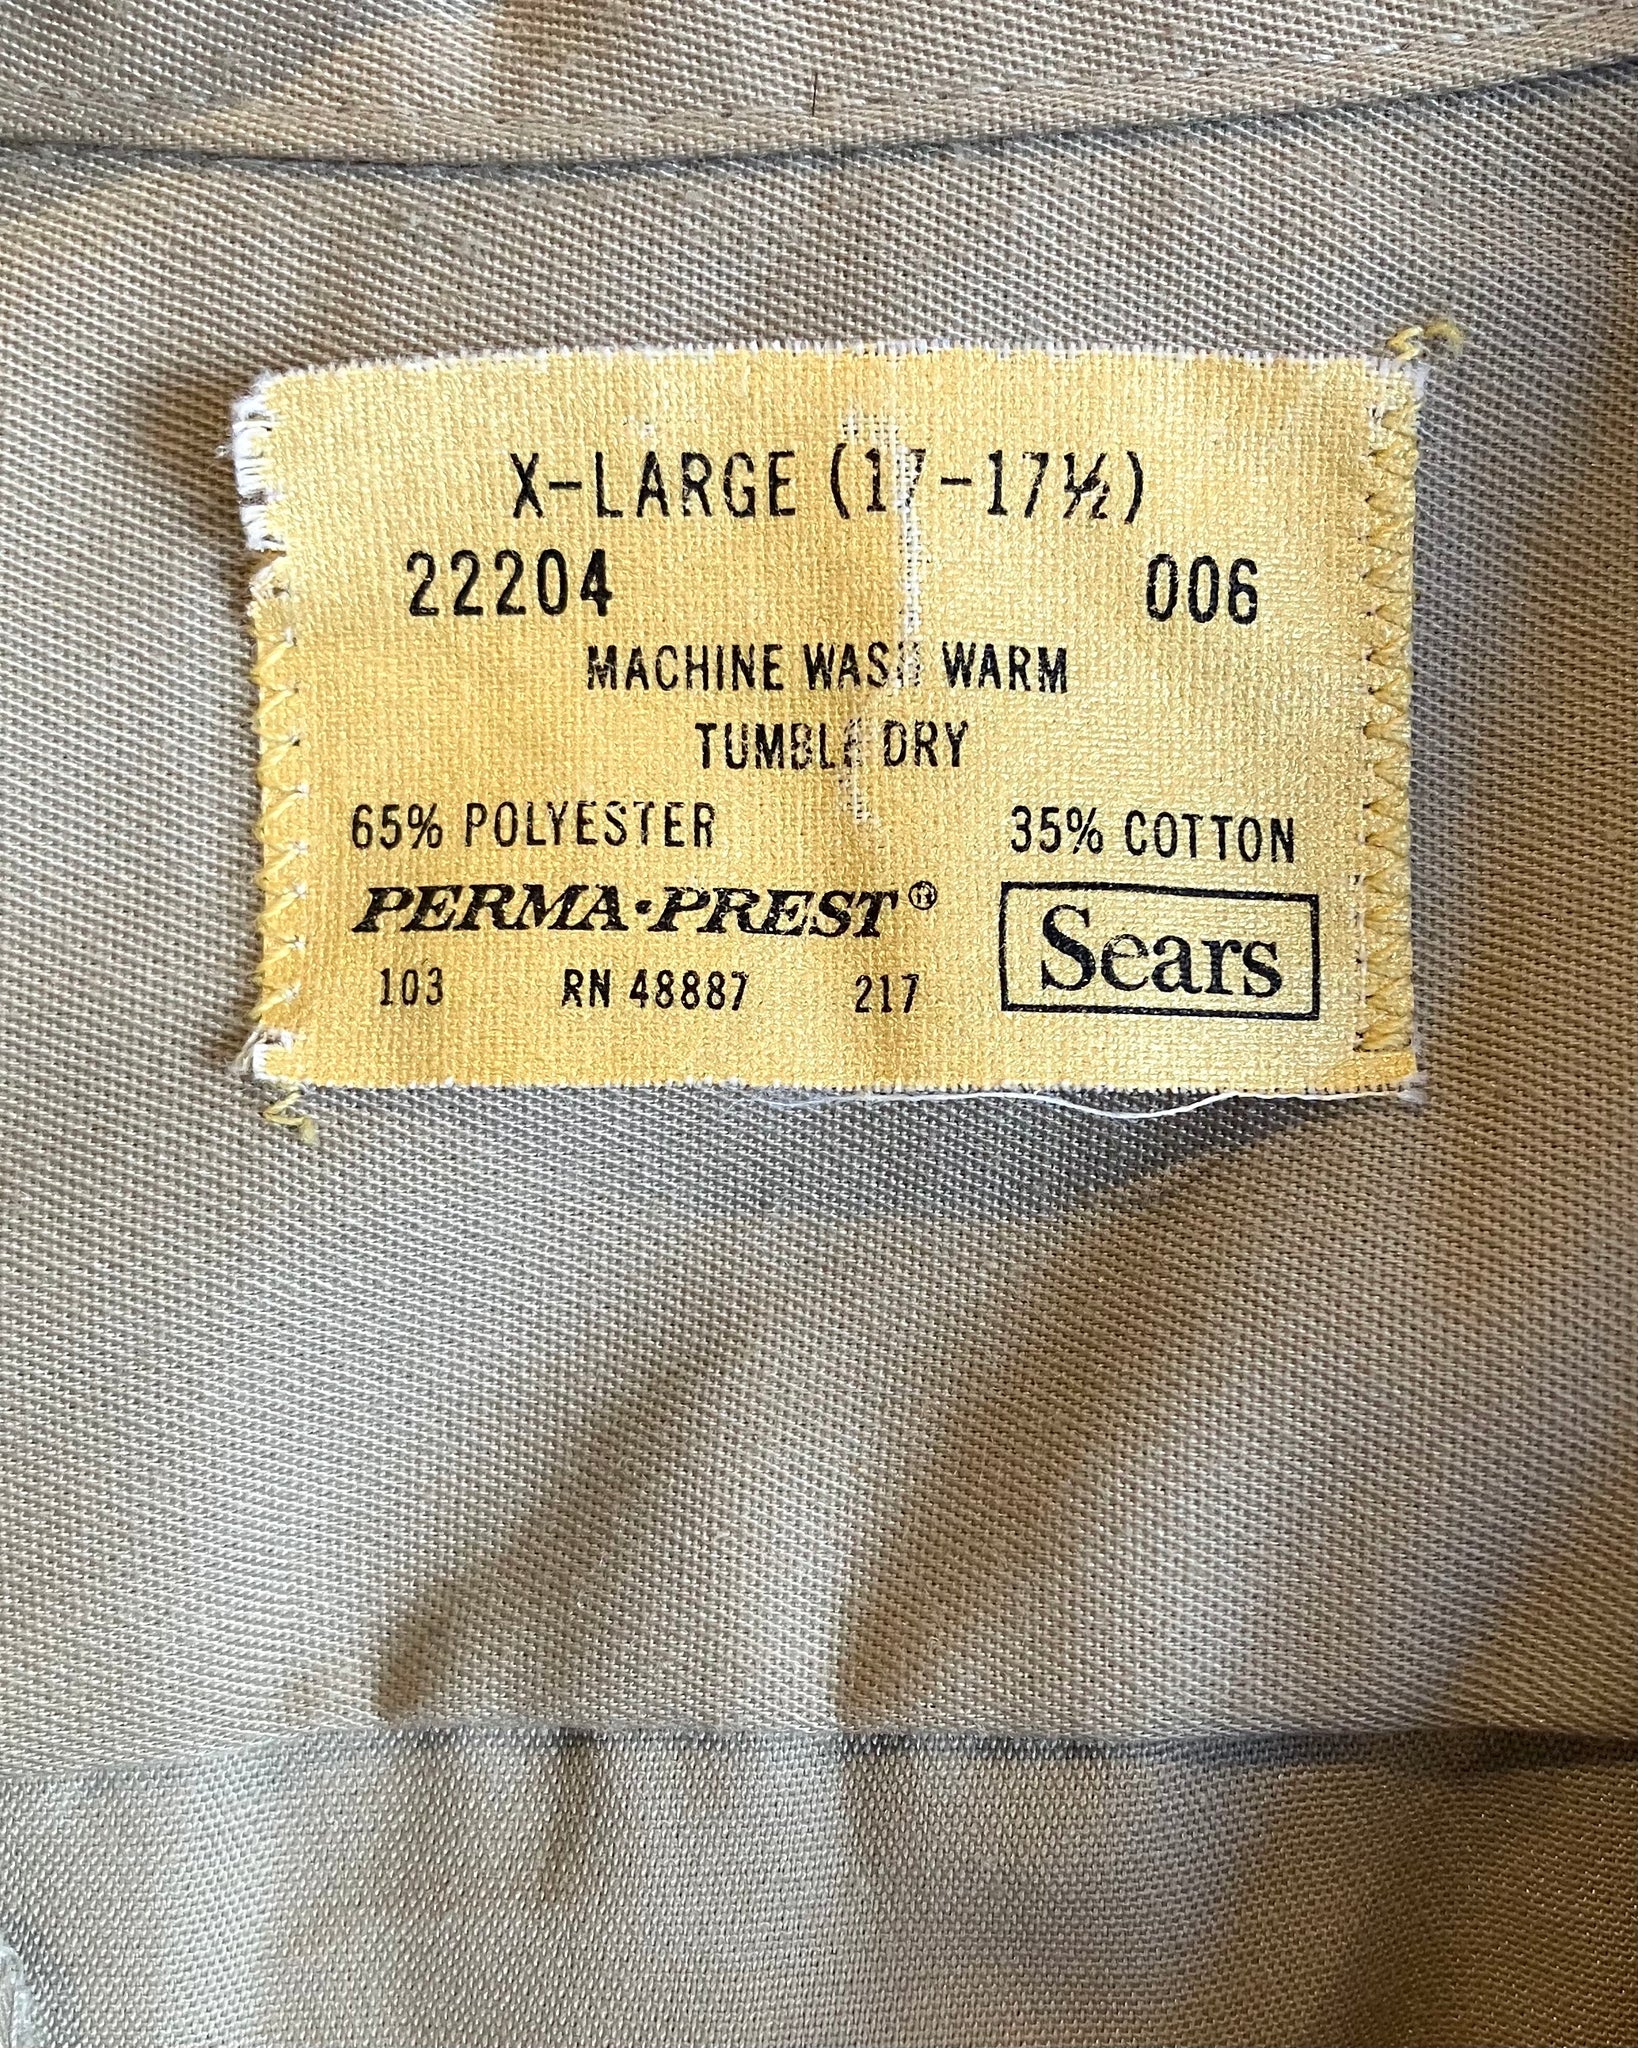 X-LARGE (17-17½)
22204 006
MACHINE WASH WARM
TUMBLE DRY
65% POLYESTER 35% COTTON
PERMA·PREST® Sears
103 RN 48887 217